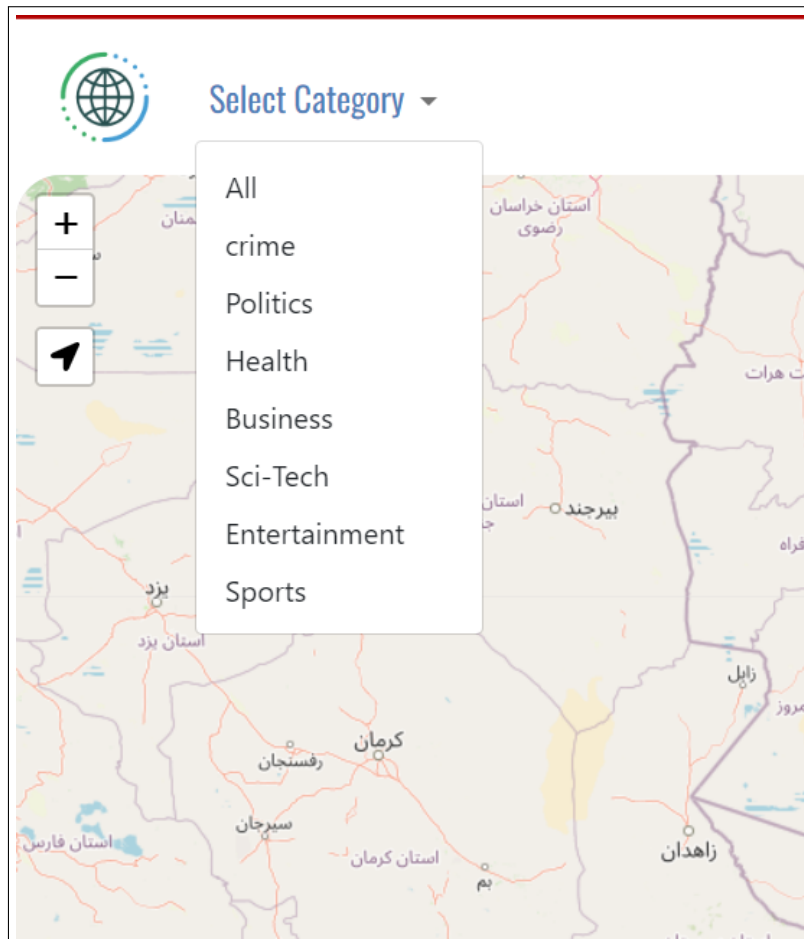 Select Category
All
crime
Politics
Health
Business
Sci-Tech
Entertainment
Sports
+
−
استان خراسان
رضوی
بیرجند
یزد
استان یزد
زابل
کرمان
رفسنجان
سیرجان
استان فارس
استان کرمان
بم
زاهدان